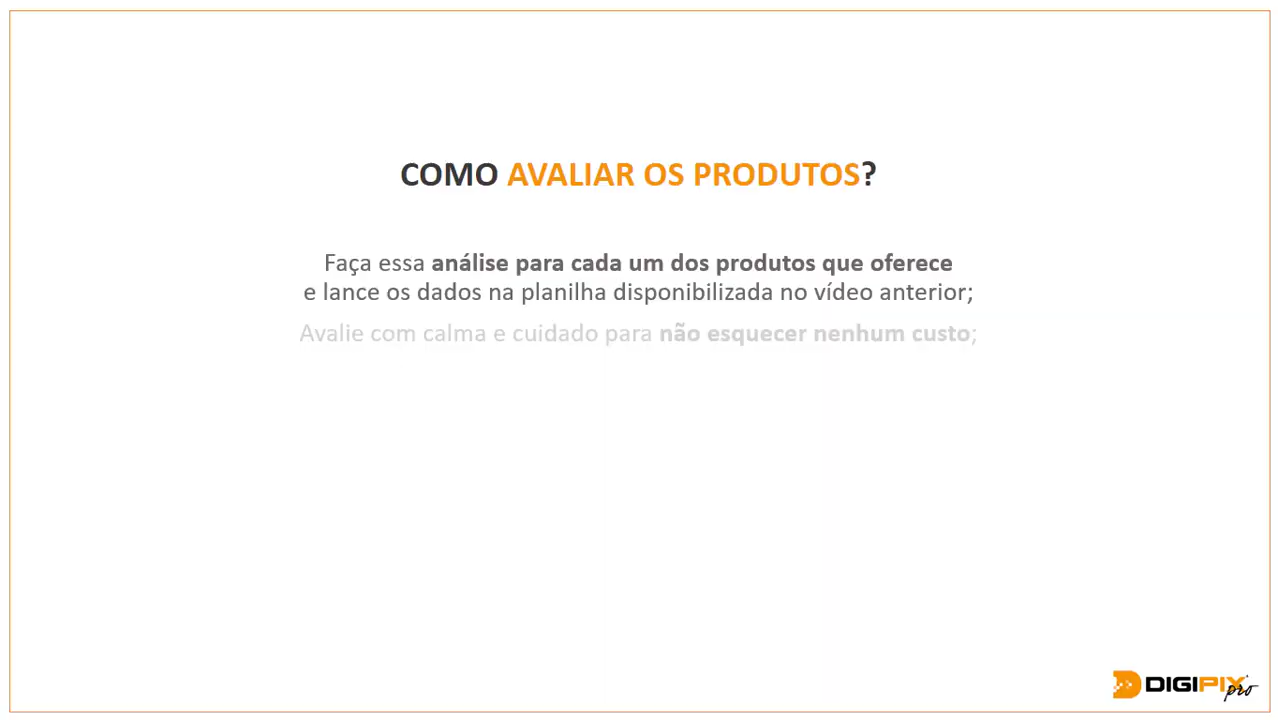 COMO AVALIAR OS PRODUTOS?
Faça essa análise para cada um dos produtos que oferece
e lance os dados na planilha disponibilizada no vídeo anterior;
Avalie com calma e cuidado para não esquecer nenhum custo;
DIGIPIX pro